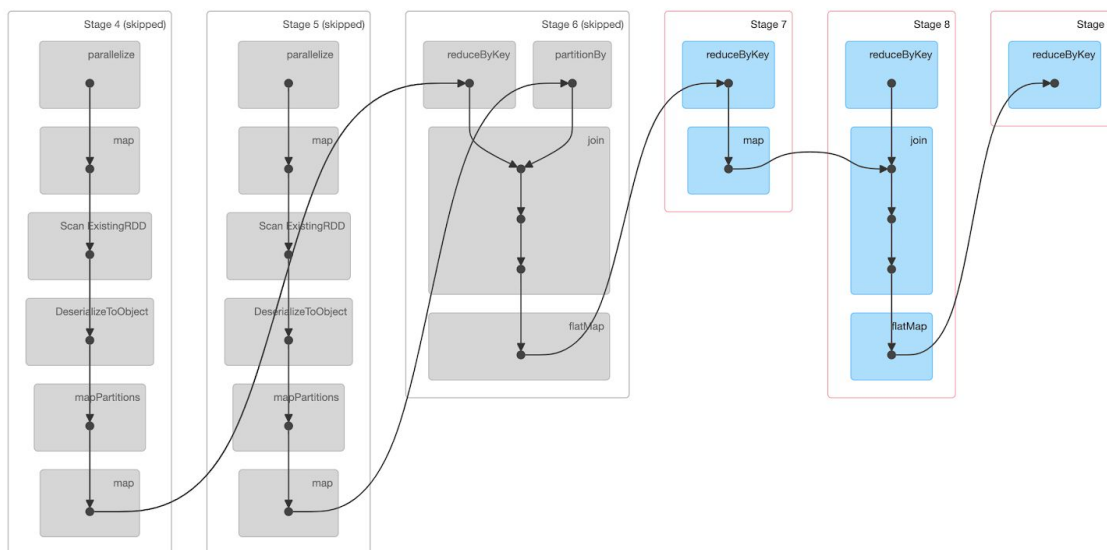 Stage 4 (skipped)
parallelize
map
Scan ExistingRDD
DeserializeToObject
mapPartitions
map
Stage 5 (skipped)
parallelize
map
Scan ExistingRDD
DeserializeToObject
mapPartitions
map
Stage 6 (skipped)
reduceByKey
partitionBy
join
flatMap
Stage 7
reduceByKey
map
Stage 8
reduceByKey
join
flatMap
Stage
reduceByKey